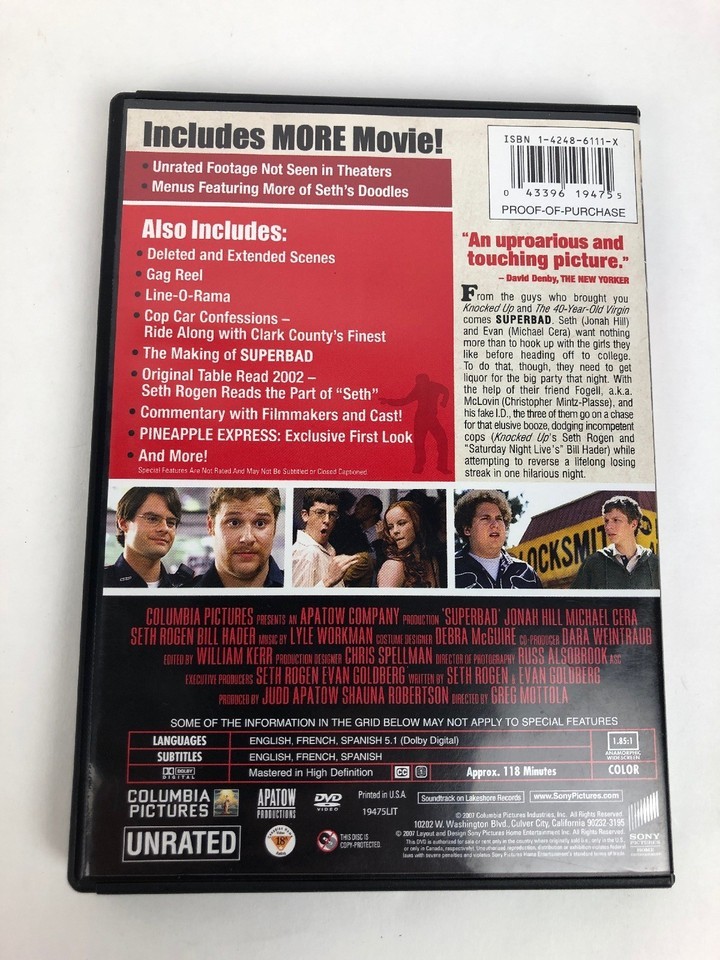 Includes MORE Movie!
• Unrated Footage Not Seen in Theaters
• Menus Featuring More of Seth's Doodles
Also Includes:
• Deleted and Extended Scenes
• Gag Reel
• Line-O-Rama
• Cop Car Confessions –
Ride Along with Clark County's Finest
• The Making of SUPERBAD
• Original Table Read 2002 –
Seth Rogen Reads the Part of "Seth"
• Commentary with Filmmakers and Cast!
• PINEAPPLE EXPRESS: Exclusive First Look
• And More!
Special Features Are Not Rated And May Not Be Subtitled or Closed Captioned.
ISBN 1-4248-6111-X
0 43396 19475 5
PROOF-OF-PURCHASE
"An uproarious and
touching picture."
– David Denby, THE NEW YORKER
From the guys who brought you
Knocked Up and The 40-Year-Old Virgin
comes SUPERBAD. Seth (Jonah Hill)
and Evan (Michael Cera) want nothing
more than to hook up with the girls they
like before heading off to college.
To do that, though, they need to get
liquor for the big party that night. With
the help of their friend Fogell, a.k.a.
McLovin (Christopher Mintz-Plasse), and
his fake I.D., the three of them go on a chase
for that elusive booze, dodging incompetent
cops (Knocked Up's Seth Rogen and
"Saturday Night Live's" Bill Hader) while
attempting to reverse a lifelong losing
streak in one hilarious night.
LOCKSMIT
COLUMBIA PICTURES PRESENTS AN APATOW COMPANY PRODUCTION "SUPERBAD" JONAH HILL MICHAEL CERA
SETH ROGEN BILL HADER MUSIC BY LYLE WORKMAN COSTUME DESIGNER DEBRA McGUIRE CO-PRODUCER DARA WEINTRAUB
EDITED BY WILLIAM KERR PRODUCTION DESIGNER CHRIS SPELLMAN DIRECTOR OF PHOTOGRAPHY RUSS ALSOBROOK ASC
EXECUTIVE PRODUCERS SETH ROGEN EVAN GOLDBERG WRITTEN BY SETH ROGEN & EVAN GOLDBERG
PRODUCED BY JUDD APATOW SHAUNA ROBERTSON DIRECTED BY GREG MOTTOLA
SOME OF THE INFORMATION IN THE GRID BELOW MAY NOT APPLY TO SPECIAL FEATURES
LANGUAGES ENGLISH, FRENCH, SPANISH 5.1 (Dolby Digital)
SUBTITLES ENGLISH, FRENCH, SPANISH
DOLBY DIGITAL Mastered in High Definition CC Approx. 118 Minutes
1.85:1
ANAMORPHIC
WIDESCREEN
COLOR
COLUMBIA
PICTURES
APATOW
PRODUCTIONS
DVD
VIDEO
Printed in U.S.A.
19475LIT
Soundtrack on Lakeshore Records
www.SonyPictures.com
UNRATED
18
THIS DISC IS
COPY-PROTECTED.
© 2007 Columbia Pictures Industries, Inc. All Rights Reserved.
10202 W. Washington Blvd. Culver City, California 90232-3195
© 2007 Layout and Design Sony Pictures Home Entertainment Inc. All Rights Reserved.
SONY
PICTURES
HOME
ENTERTAINMENT